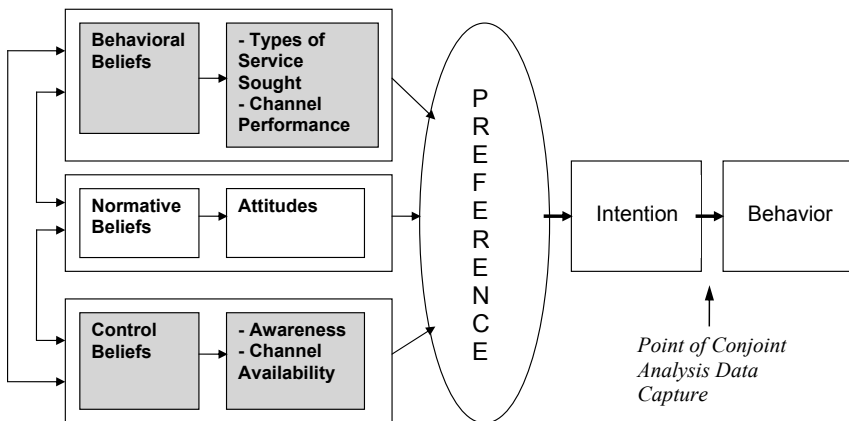 Behavioral
Beliefs
- Types of
Service
Sought
- Channel
Performance
Normative
Beliefs
Attitudes
Control
Beliefs
- Awareness
- Channel
Availability
P
R
E
F
E
R
E
N
C
E
Intention
Behavior
Point of Conjoint
Analysis Data
Capture